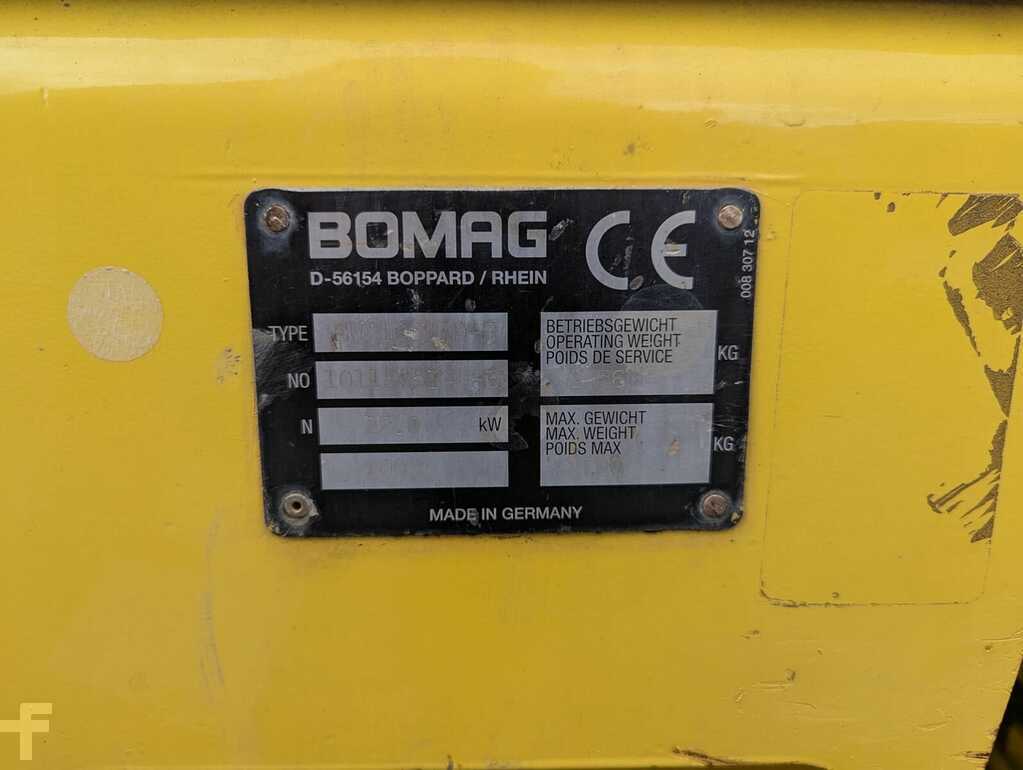 BOMAG CE
D-56154 BOPPARD / RHEIN
008 307 12
TYPE
NO
N kW
BETRIEBSGEWICHT
OPERATING WEIGHT
POIDS DE SERVICE
KG
MAX. GEWICHT
MAX. WEIGHT
POIDS MAX
KG
MADE IN GERMANY